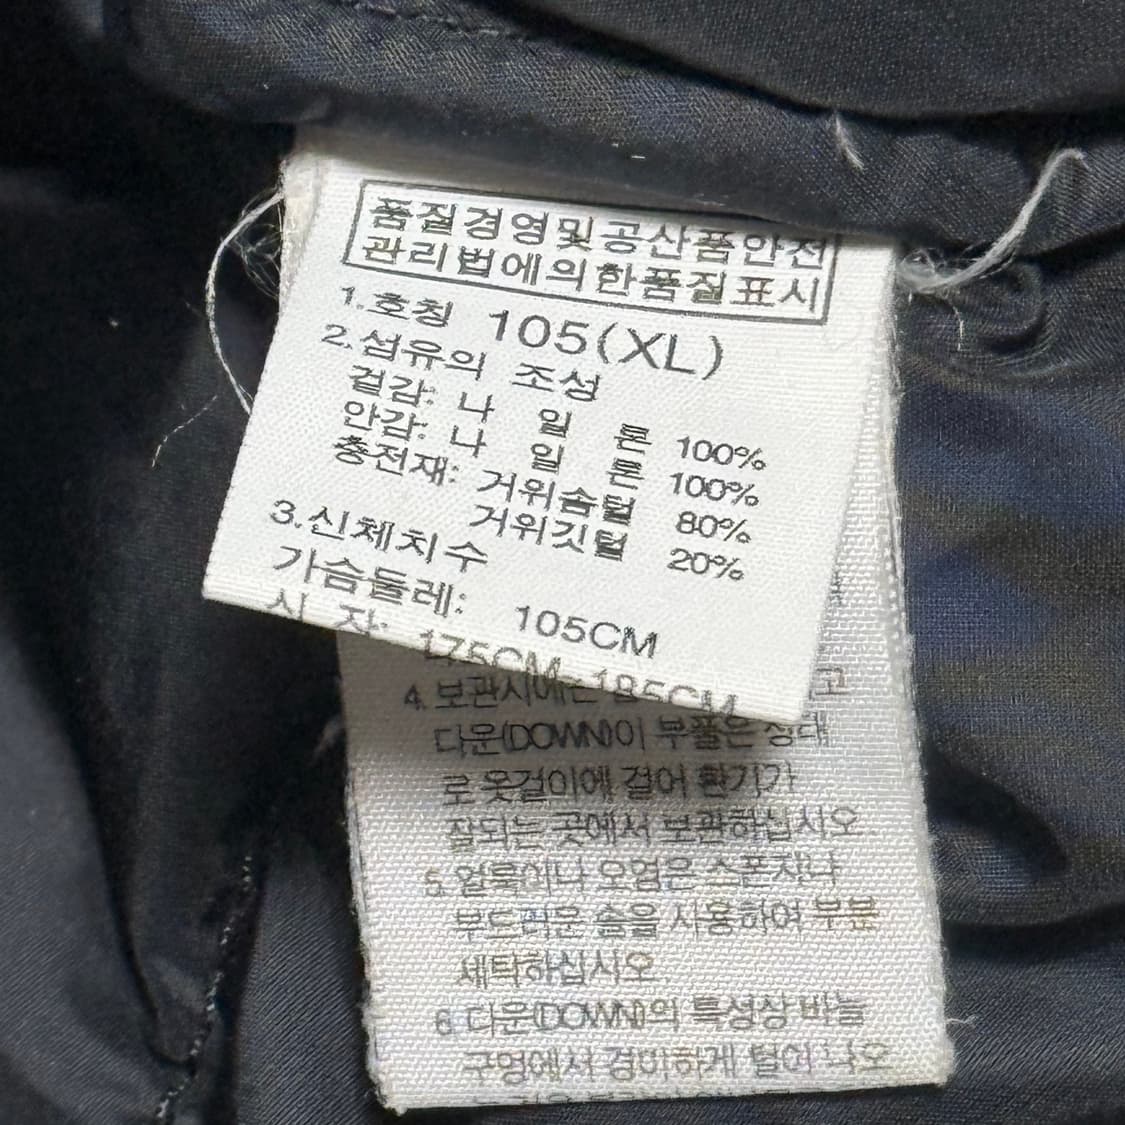 품질경영및공산품안전
관리법에의한품질표시
1.호칭 105(XL)
2.섬유의 조성
겉감: 나 일 론 100%
안감: 나 일 론 100%
충전재: 거위솜털 80%
거위깃털 20%
3.신체치수
가슴둘레: 105CM
신 장: 175CM-185CM
고
4. 보관시에는
다운(DOWN)이 부풀은 상태
로 옷걸이에 걸어 환기가
잘되는 곳에서 보관하십시오.
5. 얼룩이나 오염은 스폰지나
부드러운 솔을 사용하여 부분
세탁하십시오.
6. 다운(DOWN)의 특성상 바늘
구멍에서 경미하게 털이 나오